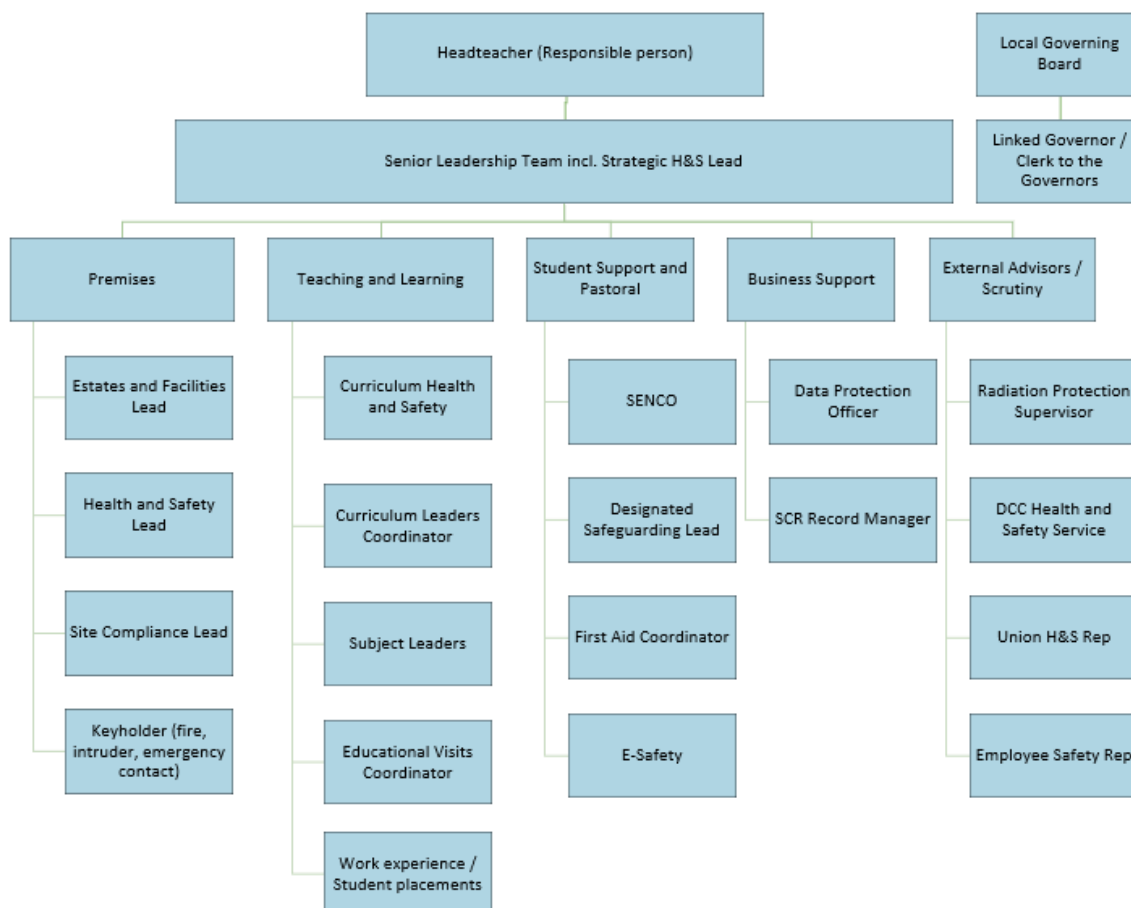 Headteacher (Responsible person)
Local Governing
Board
Senior Leadership Team incl. Strategic H&S Lead
Linked Governor /
Clerk to the
Governors
Premises
Teaching and Learning
Student Support and
Pastoral
Business Support
External Advisors /
Scrutiny
Estates and Facilities
Lead
Health and Safety
Lead
Site Compliance Lead
Keyholder (fire,
intruder, emergency
contact)
Curriculum Health
and Safety
Curriculum Leaders
Coordinator
Subject Leaders
Educational Visits
Coordinator
Work experience /
Student placements
SENCO
Designated
Safeguarding Lead
First Aid Coordinator
E-Safety
Data Protection
Officer
SCR Record Manager
Radiation Protection
Supervisor
DCC Health and
Safety Service
Union H&S Rep
Employee Safety Rep